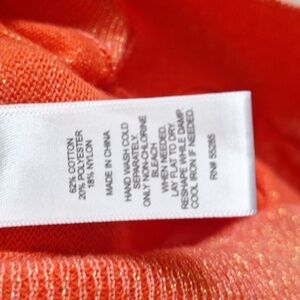 62% COTTON
20% POLYESTER
18% NYLON
MADE IN CHINA
HAND WASH COLD
SEPARATELY.
ONLY NON-CHLORINE
BLEACH
WHEN NEEDED.
LAY FLAT TO DRY.
RESHAPE WHILE DAMP.
COOL IRON IF NEEDED.
RN# 55285